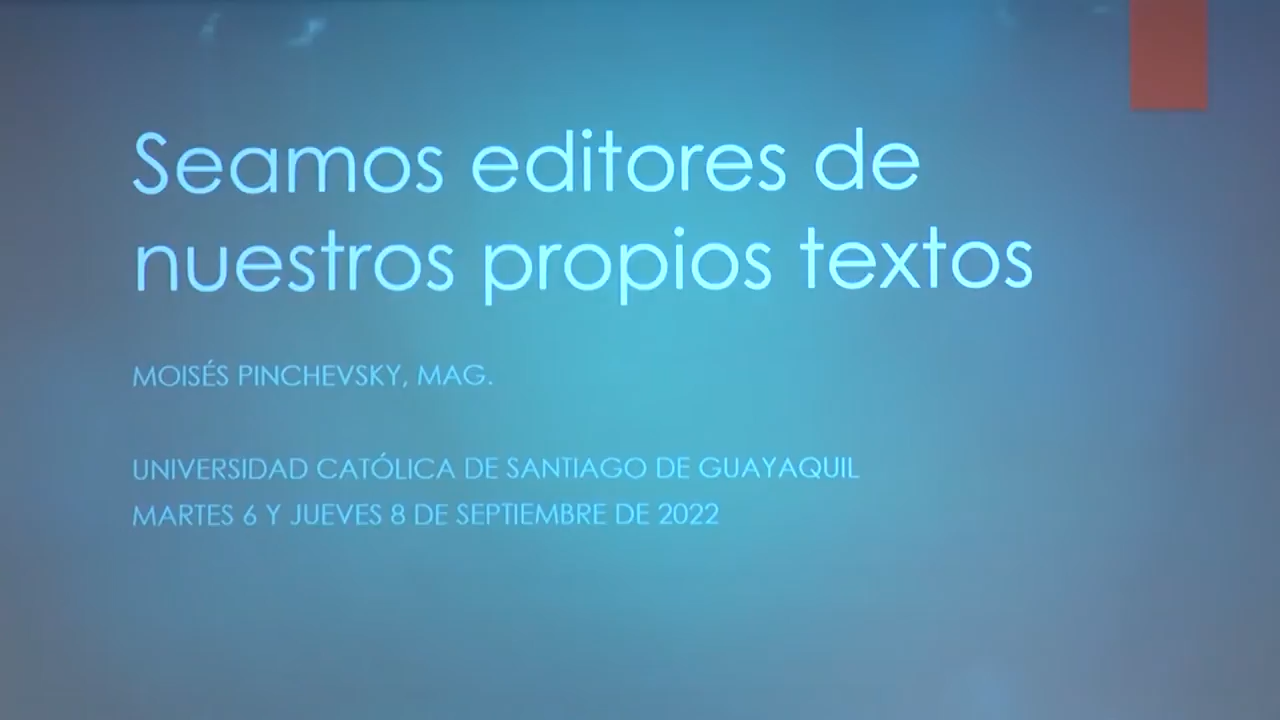 Seamos editores de
nuestros propios textos
MOISÉS PINCHEVSKY, MAG.
UNIVERSIDAD CATÓLICA DE SANTIAGO DE GUAYAQUIL
MARTES 6 Y JUEVES 8 DE SEPTIEMBRE DE 2022